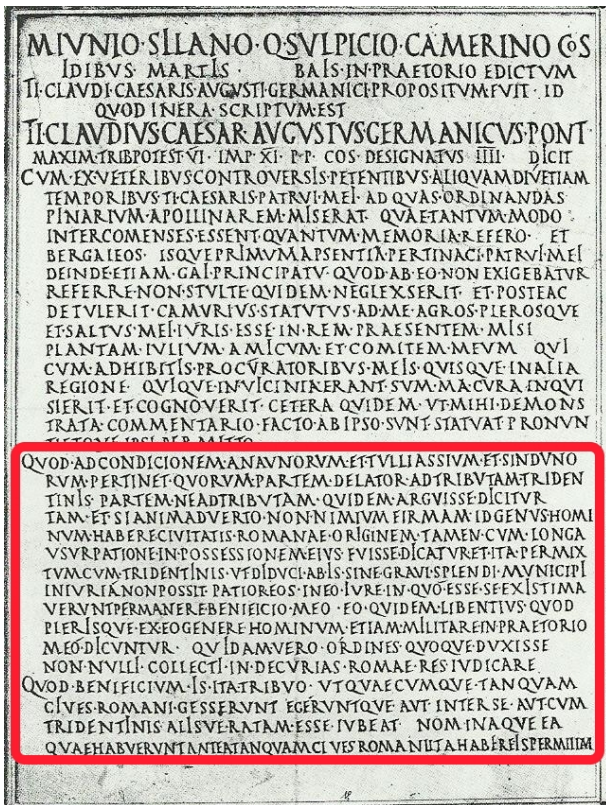 M·IVNIO·SILANO·Q·SVLPICIO·CAMERINO·COS
IDIBVS·MARTIS· BAIS·IN·PRAETORIO·EDICTVM
TI·CLAVDI·CAESARIS·AVGVSTI·GERMANICI·PROPOSITVM·FVIT·ID
QVOD·INFRA·SCRIPTVM·EST
TI·CLAVDIVS·CAESAR·AVGVSTVS·GERMANICVS·PONT·
MAXIM·TRIB·POTEST·VI·IMP·XI·P·P·COS·DESIGNATVS·IIII·DICIT
CVM·EX·VETERIBVS·CONTROVERSIS·PETENTIBVS·ALIQVAMDIV·ETIAM
TEMPORIBVS·TI·CAESARIS·PATRVI·MEI·AD·QVAS·ORDINANDAS
PINARIVM·APOLLINAREM·MISERAT·QVAE·TANTVM·MODO·
INTER·COMENSES·ESSENT·QVANTVM·MEMORIA·REFERO·ET
BERGALEOS·ISQVE·PRIMVM·APSENTIA·PERTINACI·PATRVI·MEI
DEINDE·ETIAM·GAI·PRINCIPATV·QVOD·AB·EO·NON·EXIGEBATVR
REFERRE·NON·STVLTE·QVIDEM·NEGLEXSERIT·ET·POSTEAC
DETVLERIT·CAMVRIVS·STATVTVS·AD·ME·AGROS·PLEROSQVE
ET·SALTVS·MEI·IVRIS·ESSE·IN·REM·PRAESENTEM·MISI
PLANTAM·IVLIVM·AMICVM·ET·COMITEM·MEVM·QVI
CVM·ADHIBITIS·PROCVRATORIBVS·MEIS·QVISQVE·IN·ALIA
REGIONE·QVIQVE·IN·VICINIA·ERANT·SVMMA·CVRA·INQVI
SIERIT·ET·COGNOVERIT·CETERA·QVIDEM·VT·MIHI·DEMONS
TRATA·COMMENTARIO·FACTO·AB·IPSO·SVNT·STATVAT·PRONVN
TIETQVE·IPSI·PERMITTO
QVOD·AD·CONDICIONEM·ANAVNORVM·ET·TVLLIASSIVM·ET·SINDVNO
RVM·PERTINET·QVORVM·PARTEM·DELATOR·ADTRIBVTAM·TRIDEN
TINIS·PARTEM·NE·ADTRIBVTAM·QVIDEM·ARGVISSE·DICITVR
TAM·ET·SI·ANIMADVERTO·NON·NIMIVM·FIRMAM·ID·GENVS·HOMI
NVM·HABERE·CIVITATIS·ROMANAE·ORIGINEM·TAMEN·CVM·LONGA
VSVRPATIONE·IN·POSSESSIONEM·EIVS·FVISSE·DICATVR·ET·ITA·PERMIX
TVM·CVM·TRIDENTINIS·VT·DIDVCI·AB·IS·SINE·GRAVI·SPLENDI·MVNICIPI
INIVRIA·NON·POSSIT·PATIOR·EOS·IN·EO·IVRE·IN·QVO·ESSE·SE·EXISTIMA
VERVNT·PERMANERE·BENIFICIO·MEO·EO·QVIDEM·LIBENTIVS·QVOD
PLERISQVE·EX·EO·GENERE·HOMINVM·ETIAM·MILITARE·IN·PRAETORIO
MEO·DICVNTVR·QVIDAM·VERO·ORDINES·QVOQVE·DVXISSE
NON·NVLLI·COLLECTI·IN·DECVRIAS·ROMAE·RES·IVDICARE
QVOD·BENIFICIVM·IS·ITA·TRIBVO·VT·QVAECVMQVE·TANQVAM
CIVES·ROMANI·GESSERVNT·EGERVNTQVE·AVT·INTER·SE·AVT·CVM
TRIDENTINIS·ALISVE·RATAM·ESSE·IVBEAT·NOMINAQVE·EA
QVAE·HABVERVNT·ANTEA·TANQVAM·CIVES·ROMANI·ITA·HABERE·IS·PERMITTAM